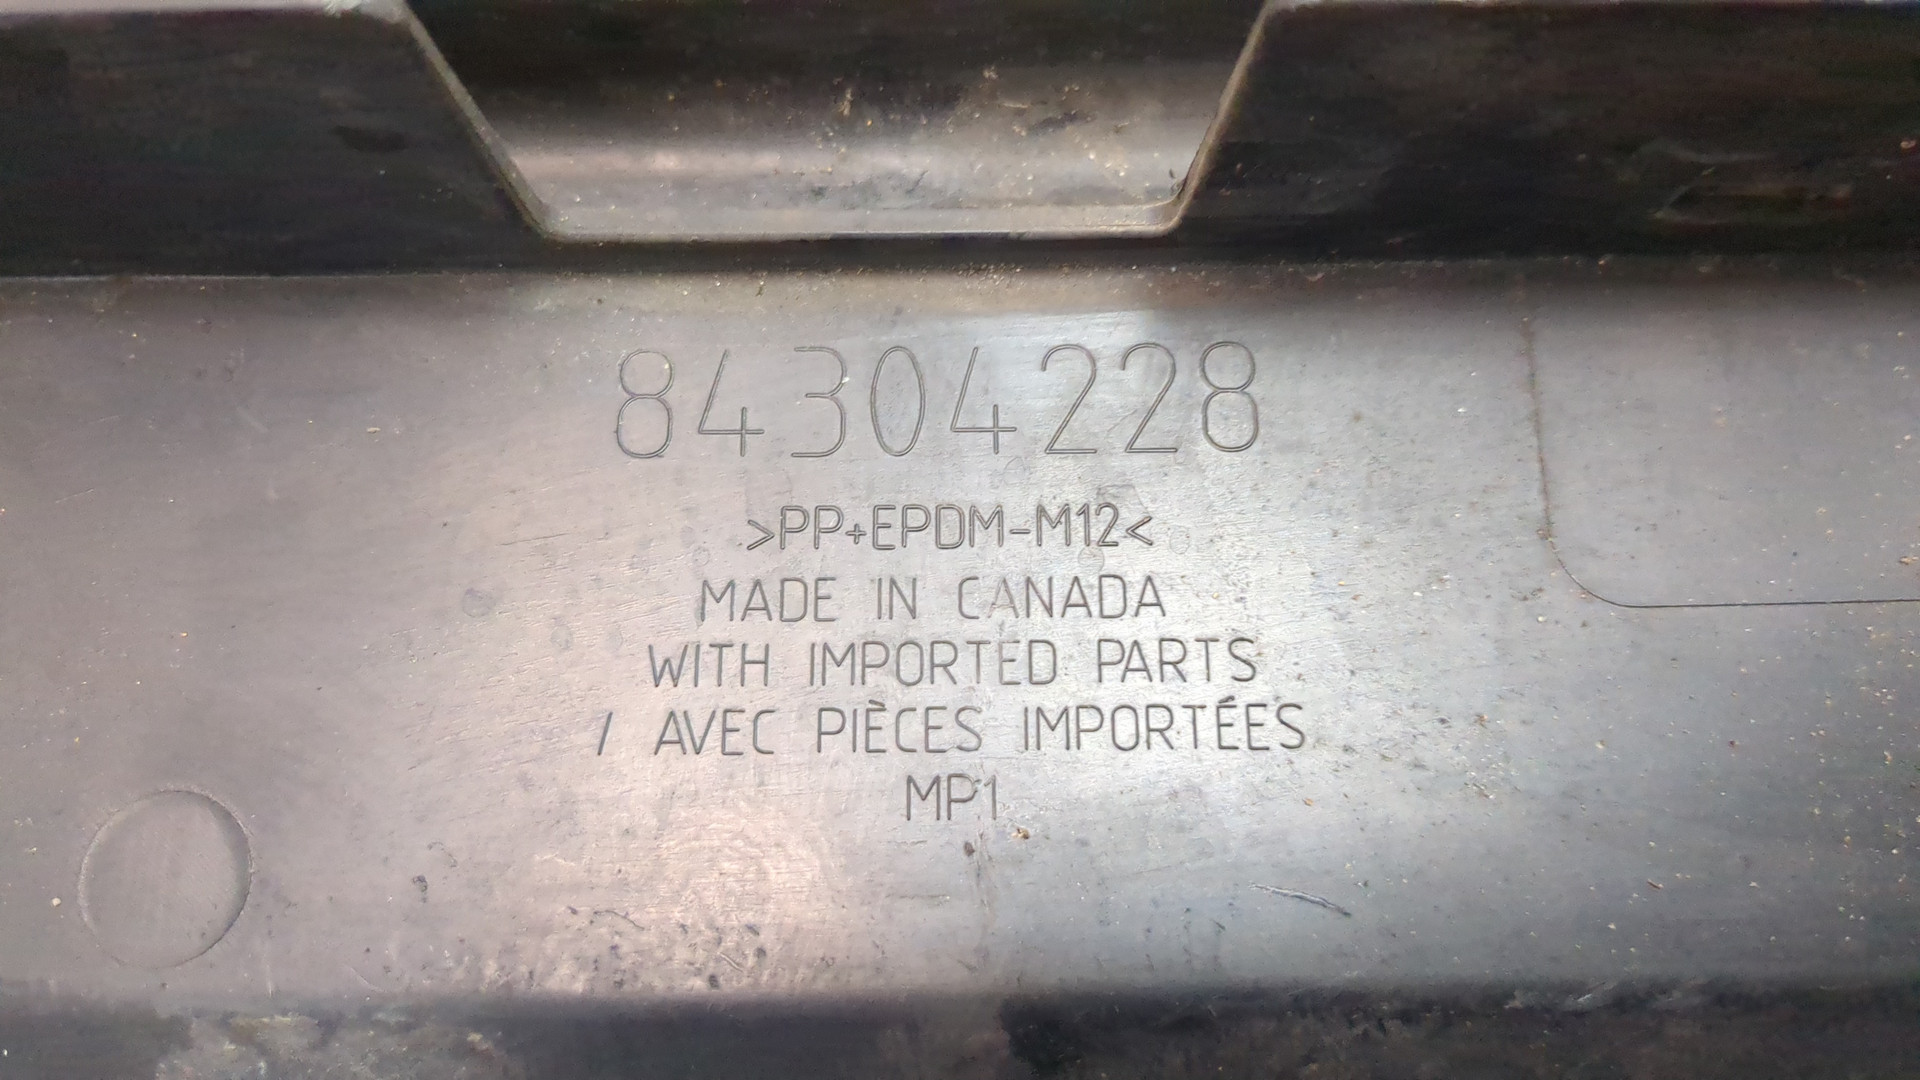 84304228
>PP+EPDM-M12<
MADE IN CANADA
WITH IMPORTED PARTS
/ AVEC PIÈCES IMPORTÉES
MP1